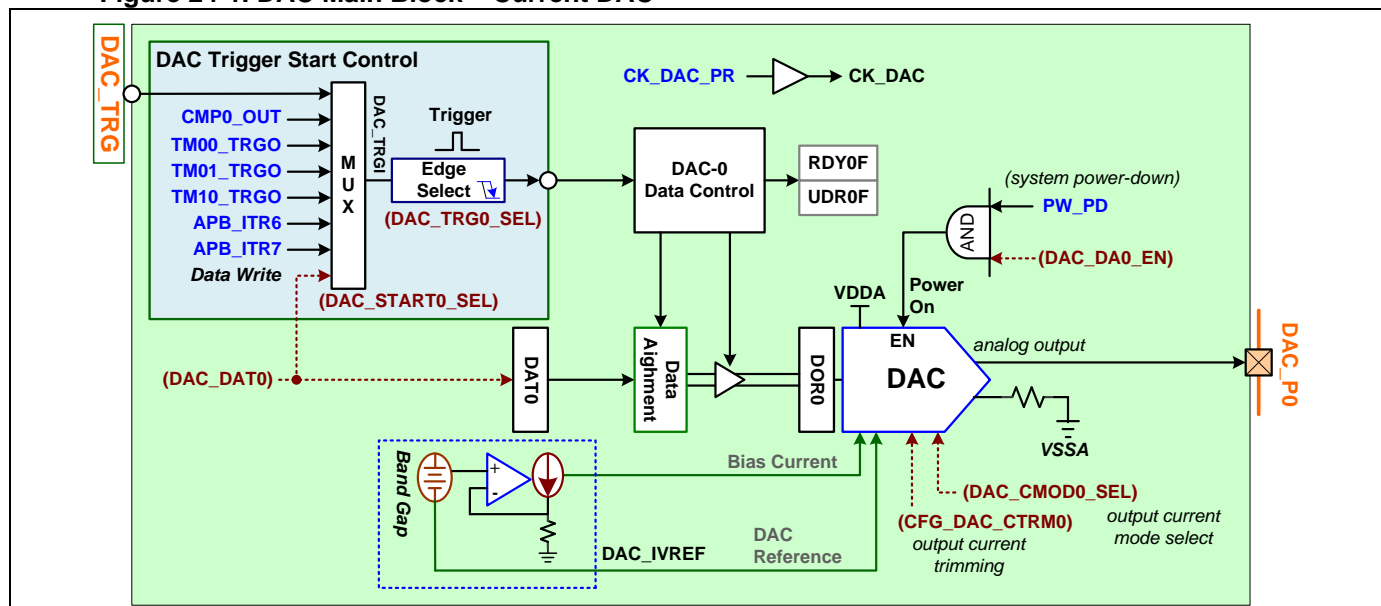 Figure 24-1. DAC Main Block – Current DAC
DAC_TRG
DAC Trigger Start Control
CMP0_OUT
TM00_TRGO
TM01_TRGO
TM10_TRGO
APB_ITR6
APB_ITR7
Data Write
MUX
DAC_TRGI
Trigger
Edge
Select
(DAC_TRG0_SEL)
(DAC_START0_SEL)
CK_DAC_PR
CK_DAC
DAC-0
Data Control
RDY0F
UDR0F
(system power-down)
PW_PD
AND
(DAC_DA0_EN)
Power
On
VDDA
(DAC_DAT0)
DAT0
Data
Aighment
DOR0
EN
DAC
analog output
DAC_P0
VSSA
Band Gap
+
-
Bias Current
DAC_IVREF
DAC
Reference
(DAC_CMOD0_SEL)
output current
mode select
(CFG_DAC_CTRM0)
output current
trimming